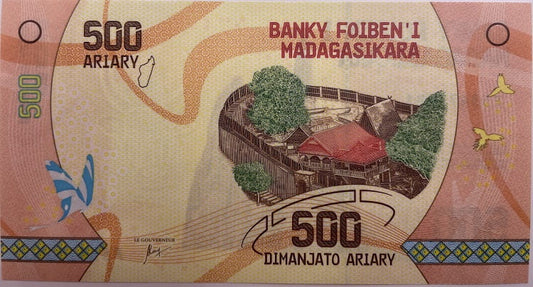 500
ARIARY
BANKY FOIBEN'I
MADAGASIKARA
500
LE GOUVERNEUR
500
DIMANJATO ARIARY